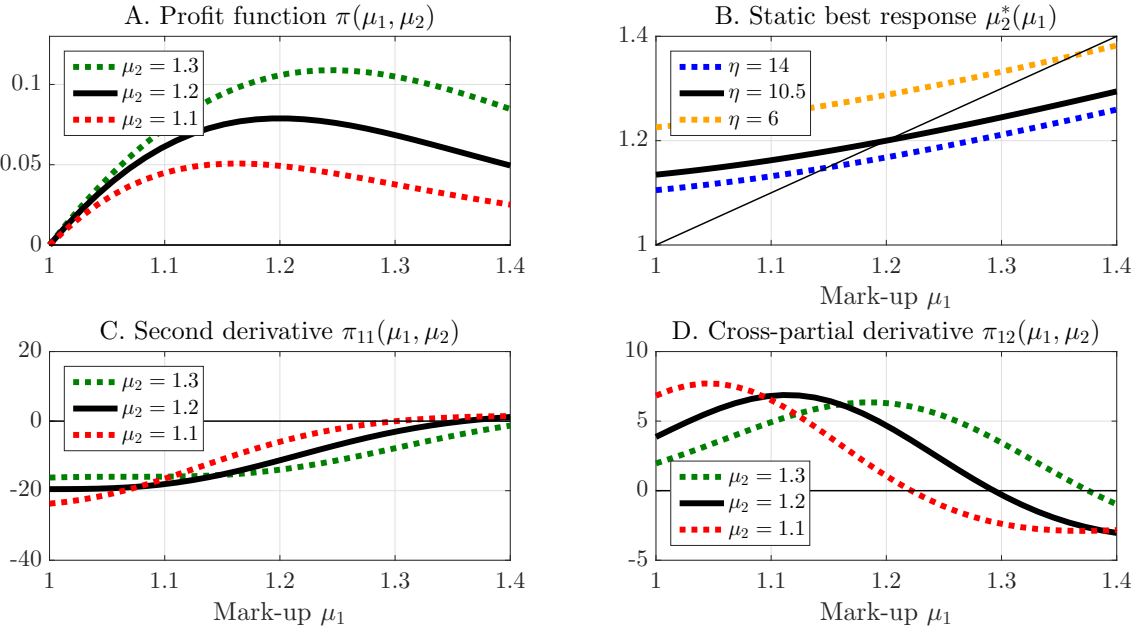 A. Profit function π(μ₁, μ₂)
μ₂ = 1.3
μ₂ = 1.2
μ₂ = 1.1
0.1
0.05
0
1
1.1
1.2
1.3
1.4
B. Static best response μ₂*(μ₁)
η = 14
η = 10.5
η = 6
1.4
1.2
1
1
1.1
1.2
1.3
1.4
Mark-up μ₁
C. Second derivative π₁₁(μ₁, μ₂)
μ₂ = 1.3
μ₂ = 1.2
μ₂ = 1.1
20
0
-20
-40
1
1.1
1.2
1.3
1.4
Mark-up μ₁
D. Cross-partial derivative π₁₂(μ₁, μ₂)
10
5
0
-5
μ₂ = 1.3
μ₂ = 1.2
μ₂ = 1.1
1
1.1
1.2
1.3
1.4
Mark-up μ₁